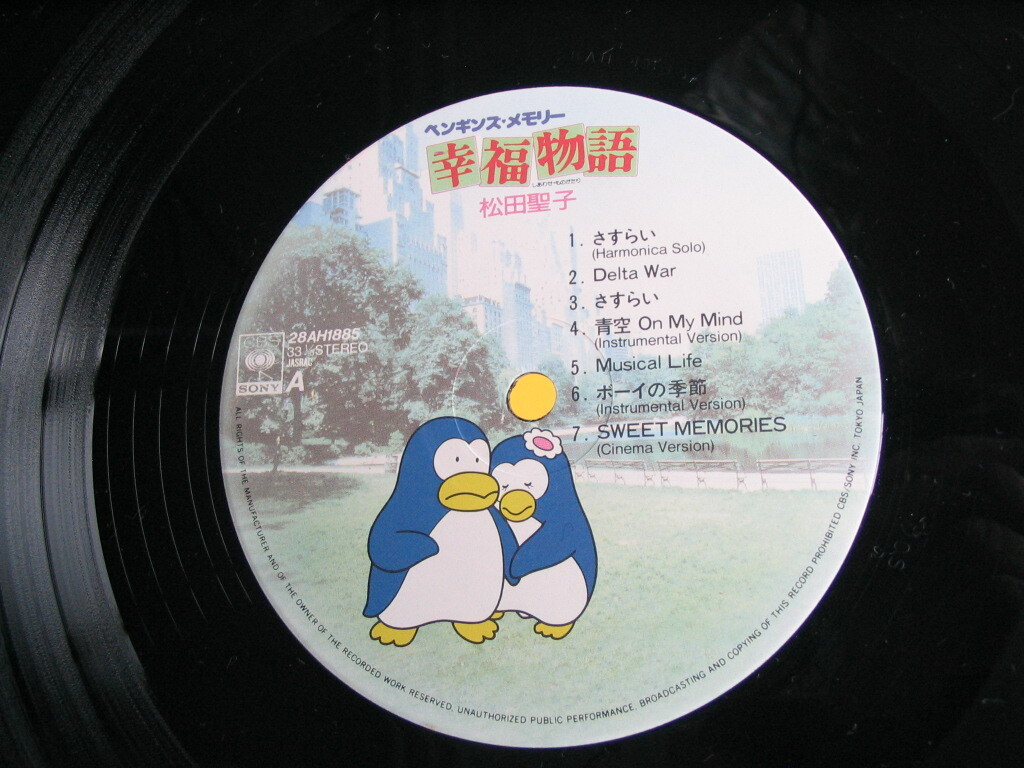 ペンギンズ・メモリー
幸福物語
しあわせ・ものがたり
松田聖子
1. さすらい
(Harmonica Solo)
2. Delta War
3. さすらい
4. 青空 On My Mind
(Instrumental Version)
5. Musical Life
6. ボーイの季節
(Instrumental Version)
7. SWEET MEMORIES
(Cinema Version)
CBS
SONY
28AH1885
33⅓ STEREO
JASRAC
A
ALL RIGHTS OF THE MANUFACTURER AND OF THE OWNER OF THE RECORDED WORK RESERVED. UNAUTHORIZED PUBLIC PERFORMANCE. BROADCASTING AND COPYING OF THIS RECORD PROHIBITED CBS/SONY INC. TOKYO JAPAN